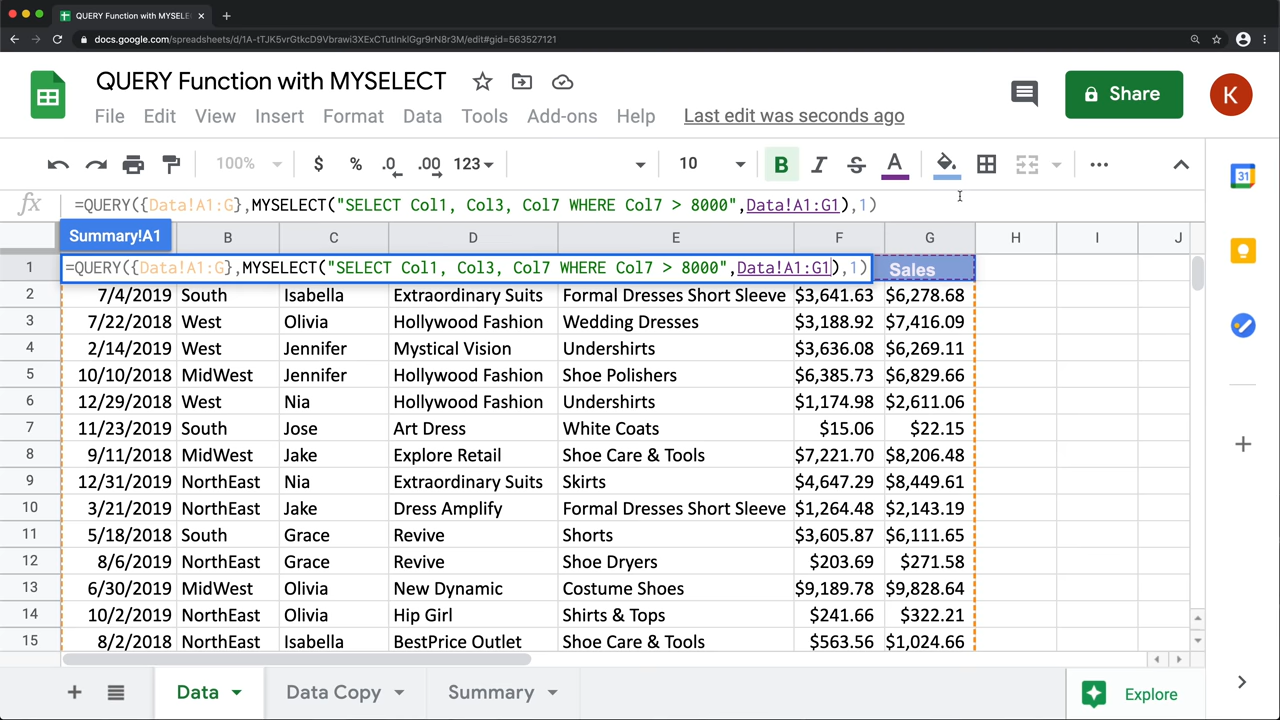 QUERY Function with MYSELE
docs.google.com/spreadsheets/d/1A-tTJK5vrGtkcD9Vbrawi3XExCTutlnklGgr9rN8r3M/edit#gid=563527121
QUERY Function with MYSELECT
File Edit View Insert Format Data Tools Add-ons Help Last edit was seconds ago
Share
K
100% $ % .0 .00 123 10 B I S A
31
fx =QUERY({Data!A1:G},MYSELECT("SELECT Col1, Col3, Col7 WHERE Col7 > 8000",Data!A1:G1),1)
Summary!A1 B C D E F G H I J
1 =QUERY({Data!A1:G},MYSELECT("SELECT Col1, Col3, Col7 WHERE Col7 > 8000",Data!A1:G1),1) Sales
2 7/4/2019 South Isabella Extraordinary Suits Formal Dresses Short Sleeve $3,641.63 $6,278.68
3 7/22/2018 West Olivia Hollywood Fashion Wedding Dresses $3,188.92 $7,416.09
4 2/14/2019 West Jennifer Mystical Vision Undershirts $3,636.08 $6,269.11
5 10/10/2018 MidWest Jennifer Hollywood Fashion Shoe Polishers $6,385.73 $6,829.66
6 12/29/2018 West Nia Hollywood Fashion Undershirts $1,174.98 $2,611.06
7 11/23/2018 South Jose Art Dress White Coats $15.06 $22.15
8 9/11/2018 MidWest Jake Explore Retail Shoe Care & Tools $7,221.70 $8,206.48
9 12/31/2018 NorthEast Nia Extraordinary Suits Skirts $4,647.29 $8,449.61
10 3/21/2019 NorthEast Jake Dress Amplify Formal Dresses Short Sleeve $1,264.48 $2,143.19
11 5/18/2018 South Grace Revive Shorts $3,605.87 $6,111.65
12 8/6/2019 NorthEast Grace Revive Shoe Dryers $203.69 $271.58
13 6/30/2019 MidWest Olivia New Dynamic Costume Shoes $9,189.78 $9,828.64
14 10/2/2019 NorthEast Olivia Hip Girl Shirts & Tops $241.66 $322.21
15 8/2/2018 NorthEast Isabella BestPrice Outlet Shoe Care & Tools $563.56 $1,024.66
Data Data Copy Summary Explore